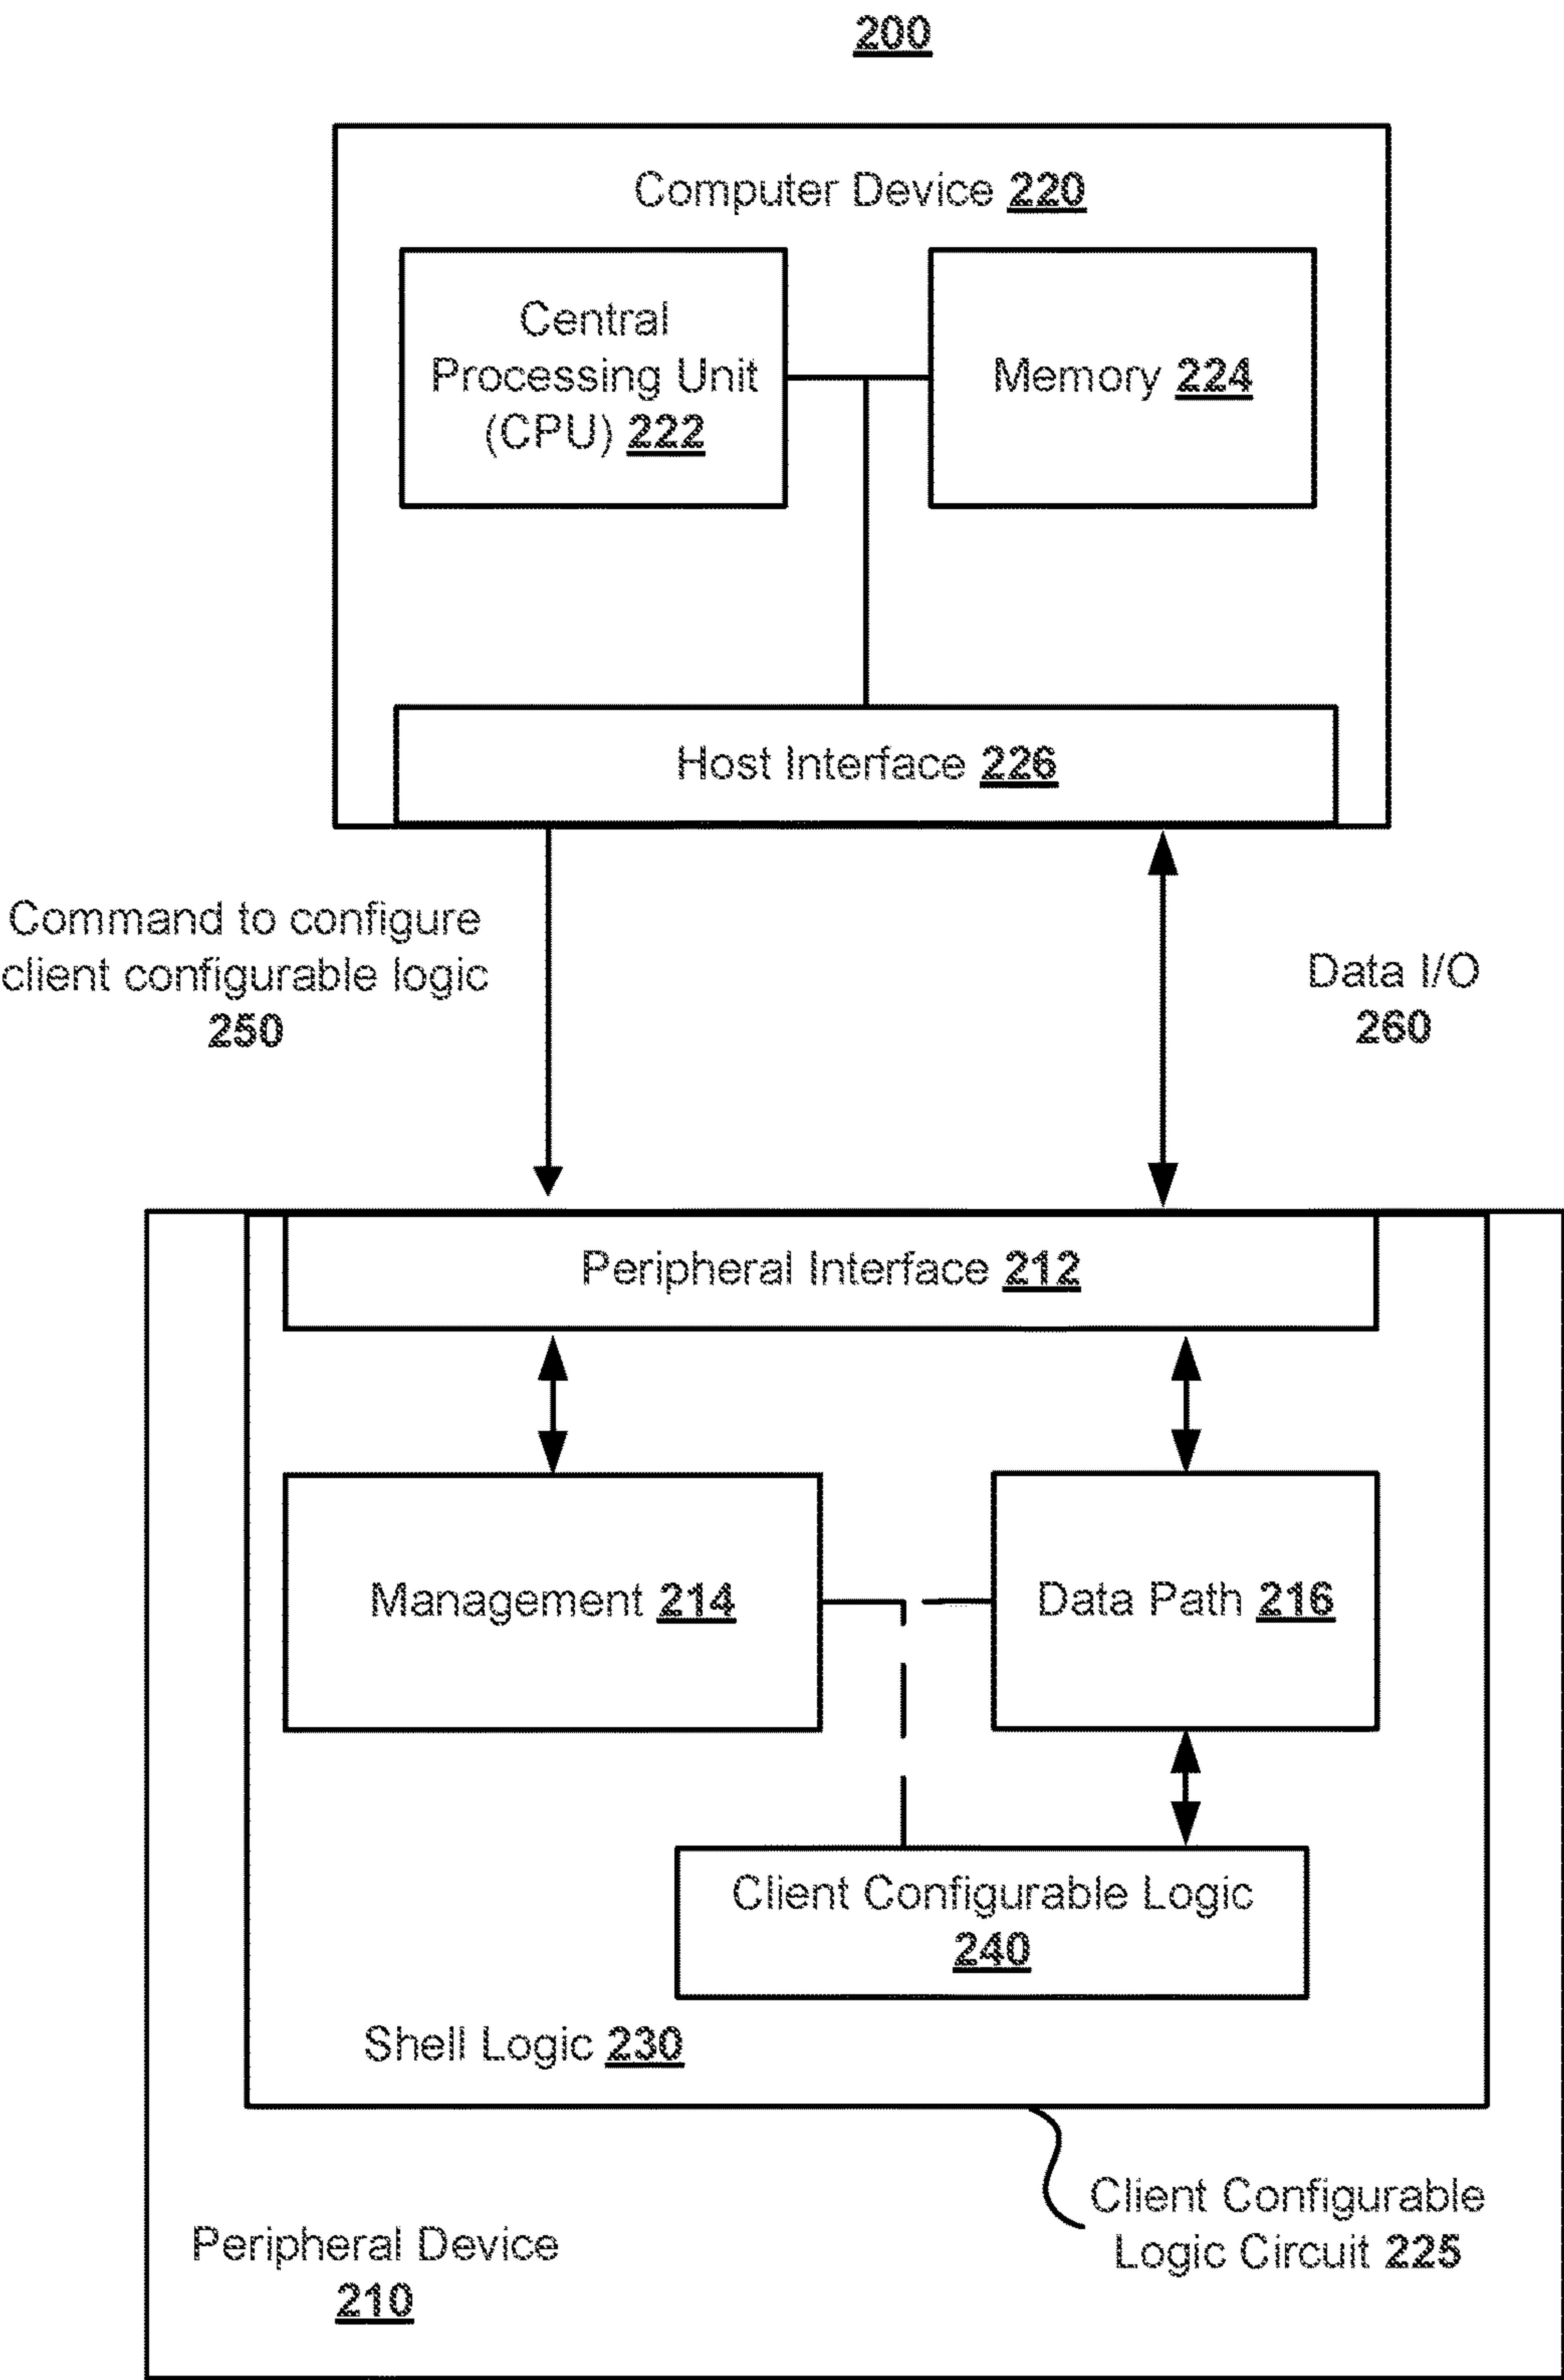 200
Computer Device 220
Central
Processing Unit
(CPU) 222
Memory 224
Host Interface 226
Command to configure
client configurable logic
250
Data I/O
260
Peripheral Interface 212
Management 214
Data Path 216
Client Configurable Logic
240
Shell Logic 230
Client Configurable
Logic Circuit 225
Peripheral Device
210